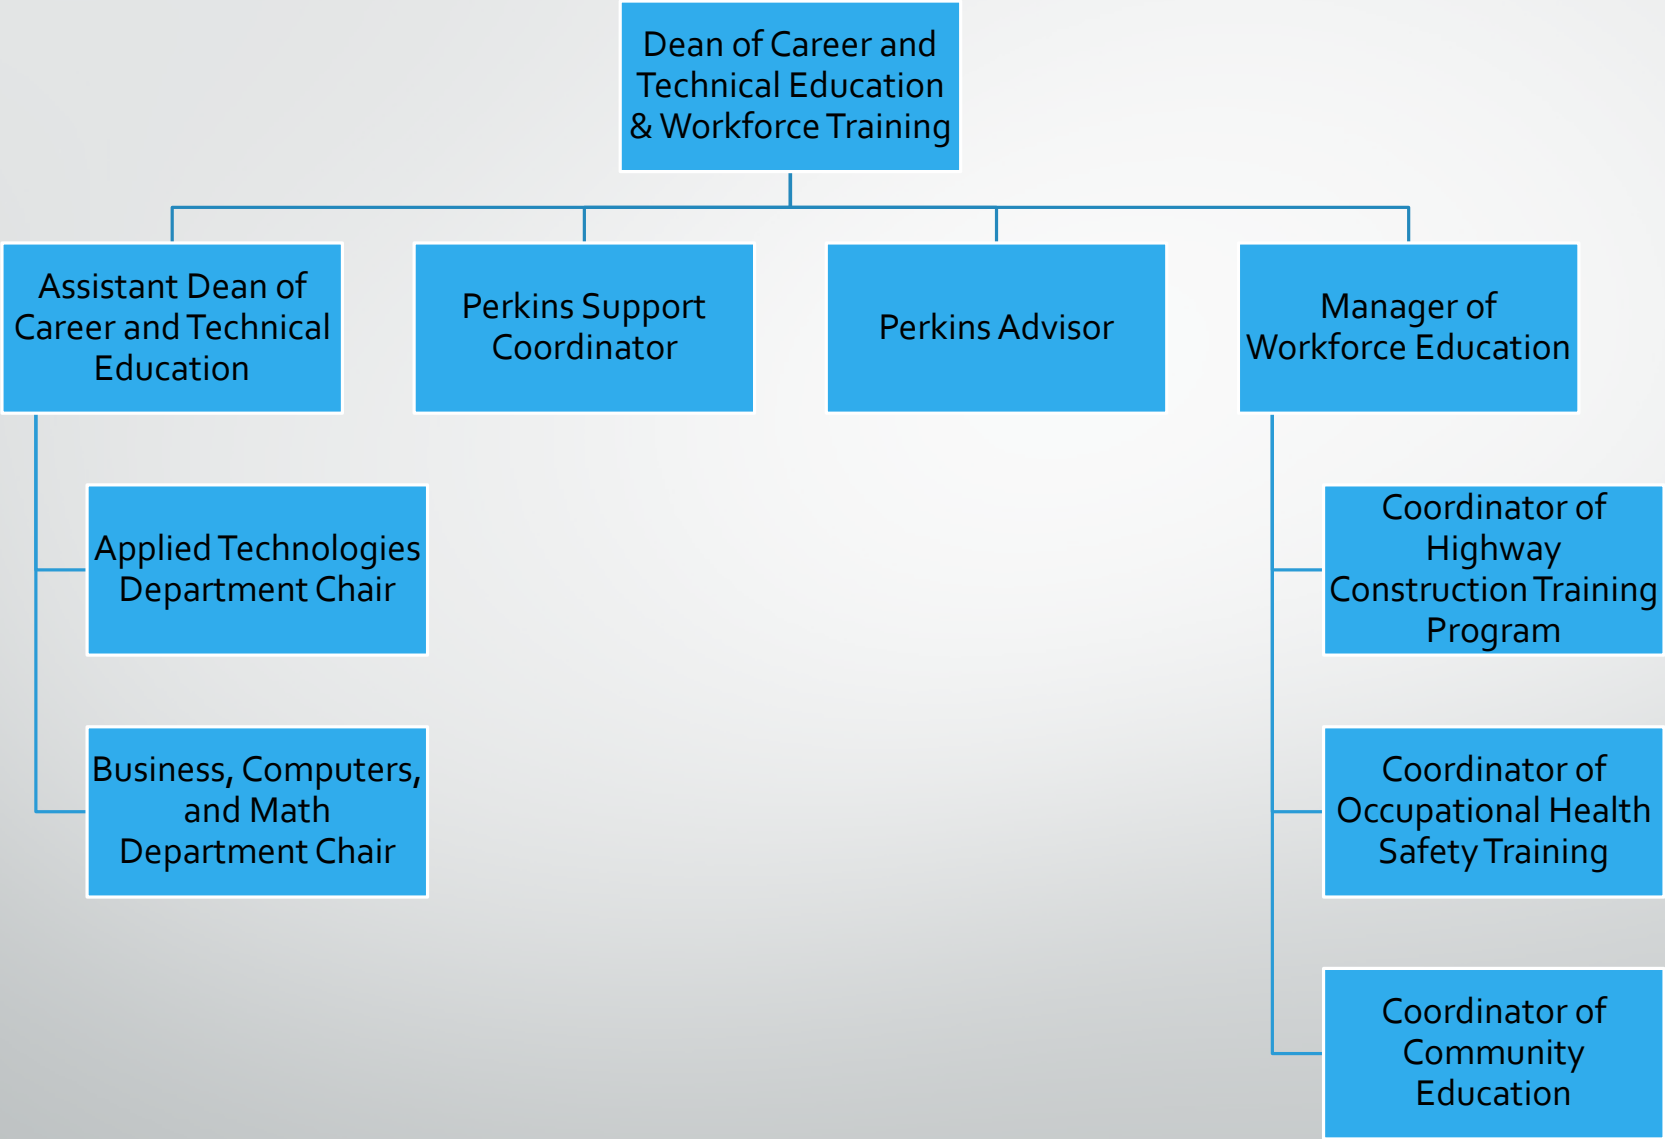 Dean of Career and
Technical Education
& Workforce Training
Assistant Dean of
Career and Technical
Education
Perkins Support
Coordinator
Perkins Advisor
Manager of
Workforce Education
Applied Technologies
Department Chair
Business, Computers,
and Math
Department Chair
Coordinator of
Highway
Construction Training
Program
Coordinator of
Occupational Health
Safety Training
Coordinator of
Community
Education